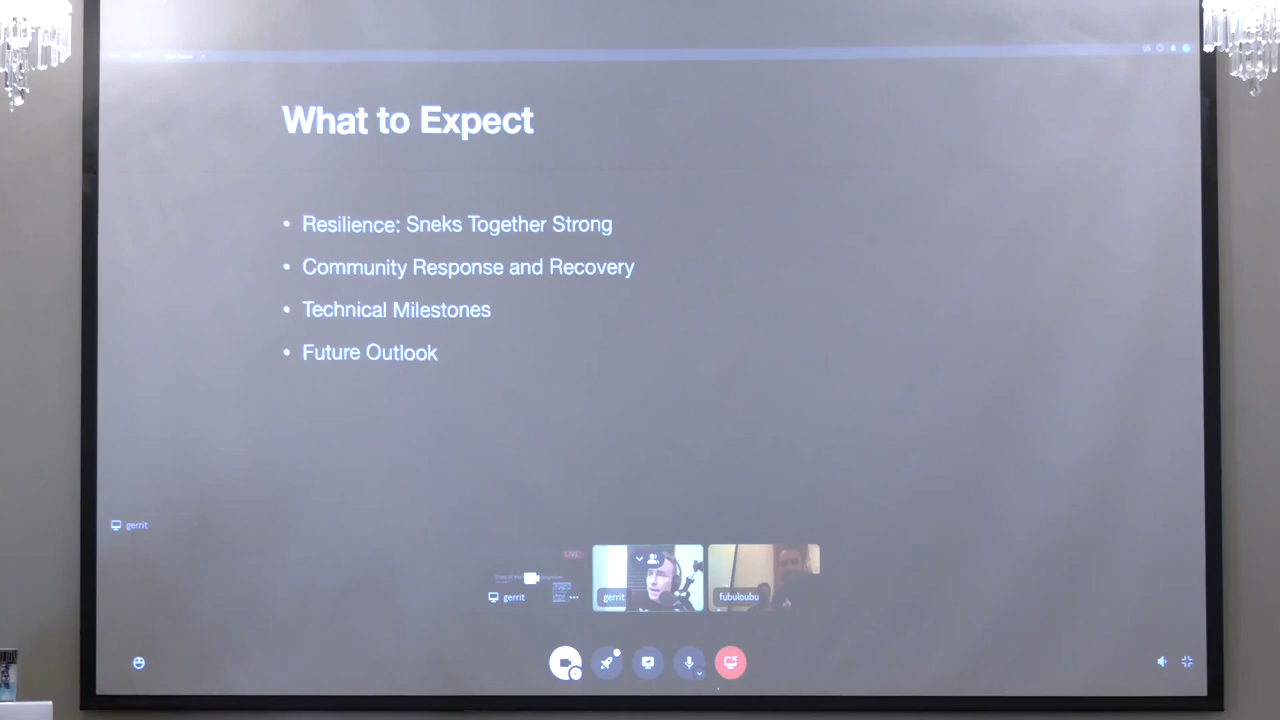 What to Expect
• Resilience: Sneks Together Strong
• Community Response and Recovery
• Technical Milestones
• Future Outlook
gerrit
LIVE
gerrit
gerrit
fubuloubu